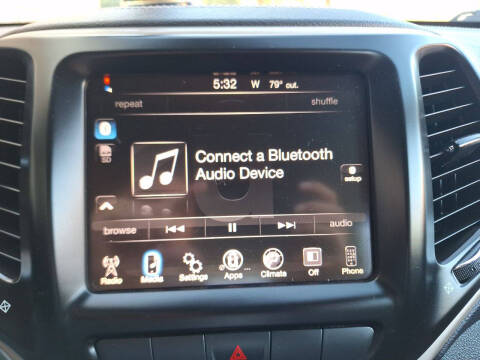 5:32 W 79° out.
repeat shuffle
SD
Connect a Bluetooth
Audio Device
setup
browse audio
Radio Media Settings Apps ... Climate Off Phone